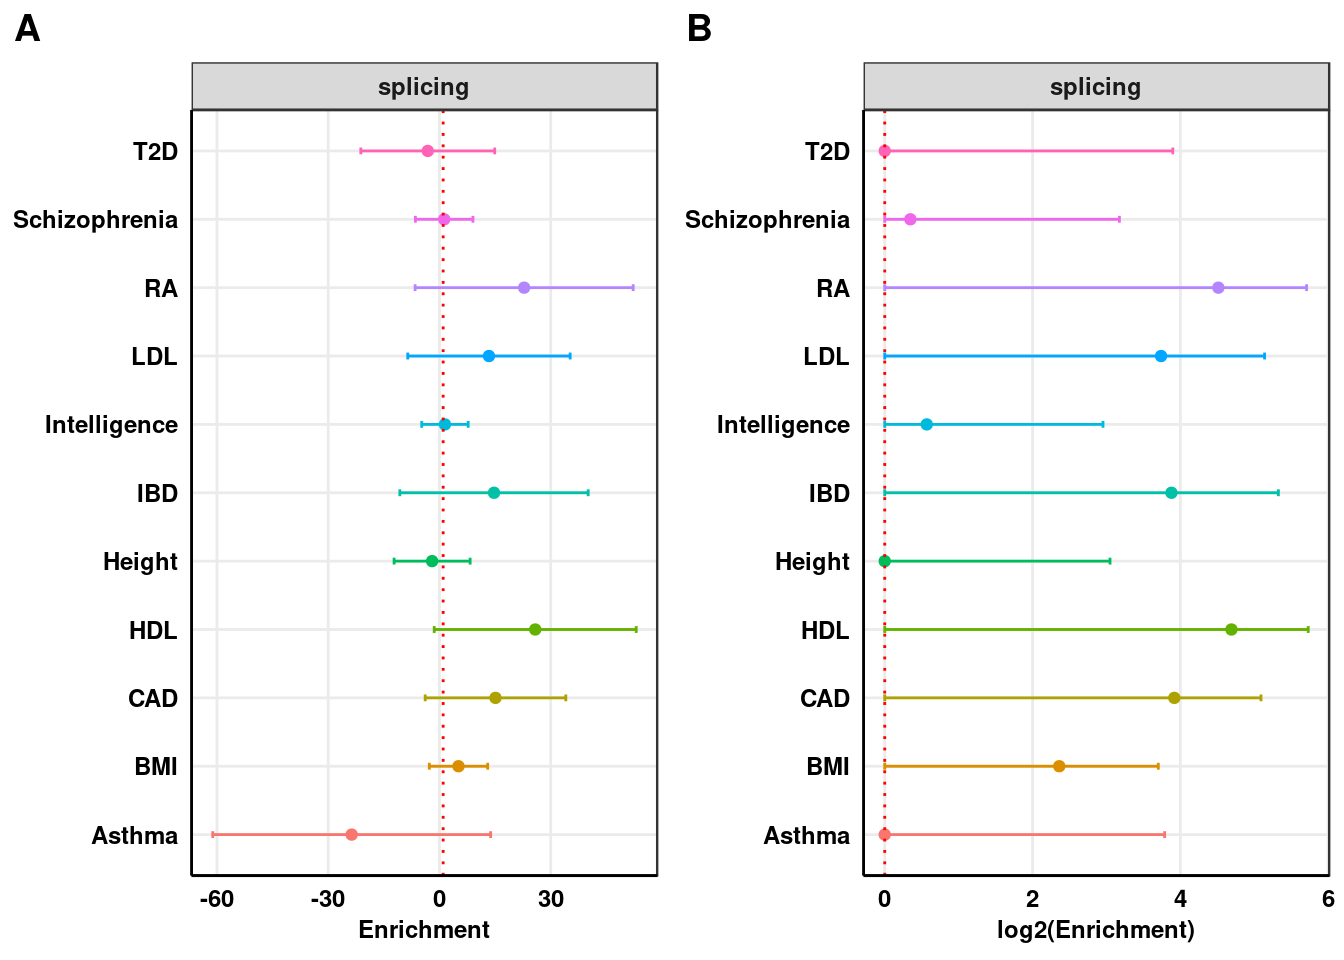 A
splicing
T2D
Schizophrenia
RA
LDL
Intelligence
IBD
Height
HDL
CAD
BMI
Asthma
-60 -30 0 30
Enrichment
B
splicing
T2D
Schizophrenia
RA
LDL
Intelligence
IBD
Height
HDL
CAD
BMI
Asthma
0 2 4 6
log2(Enrichment)